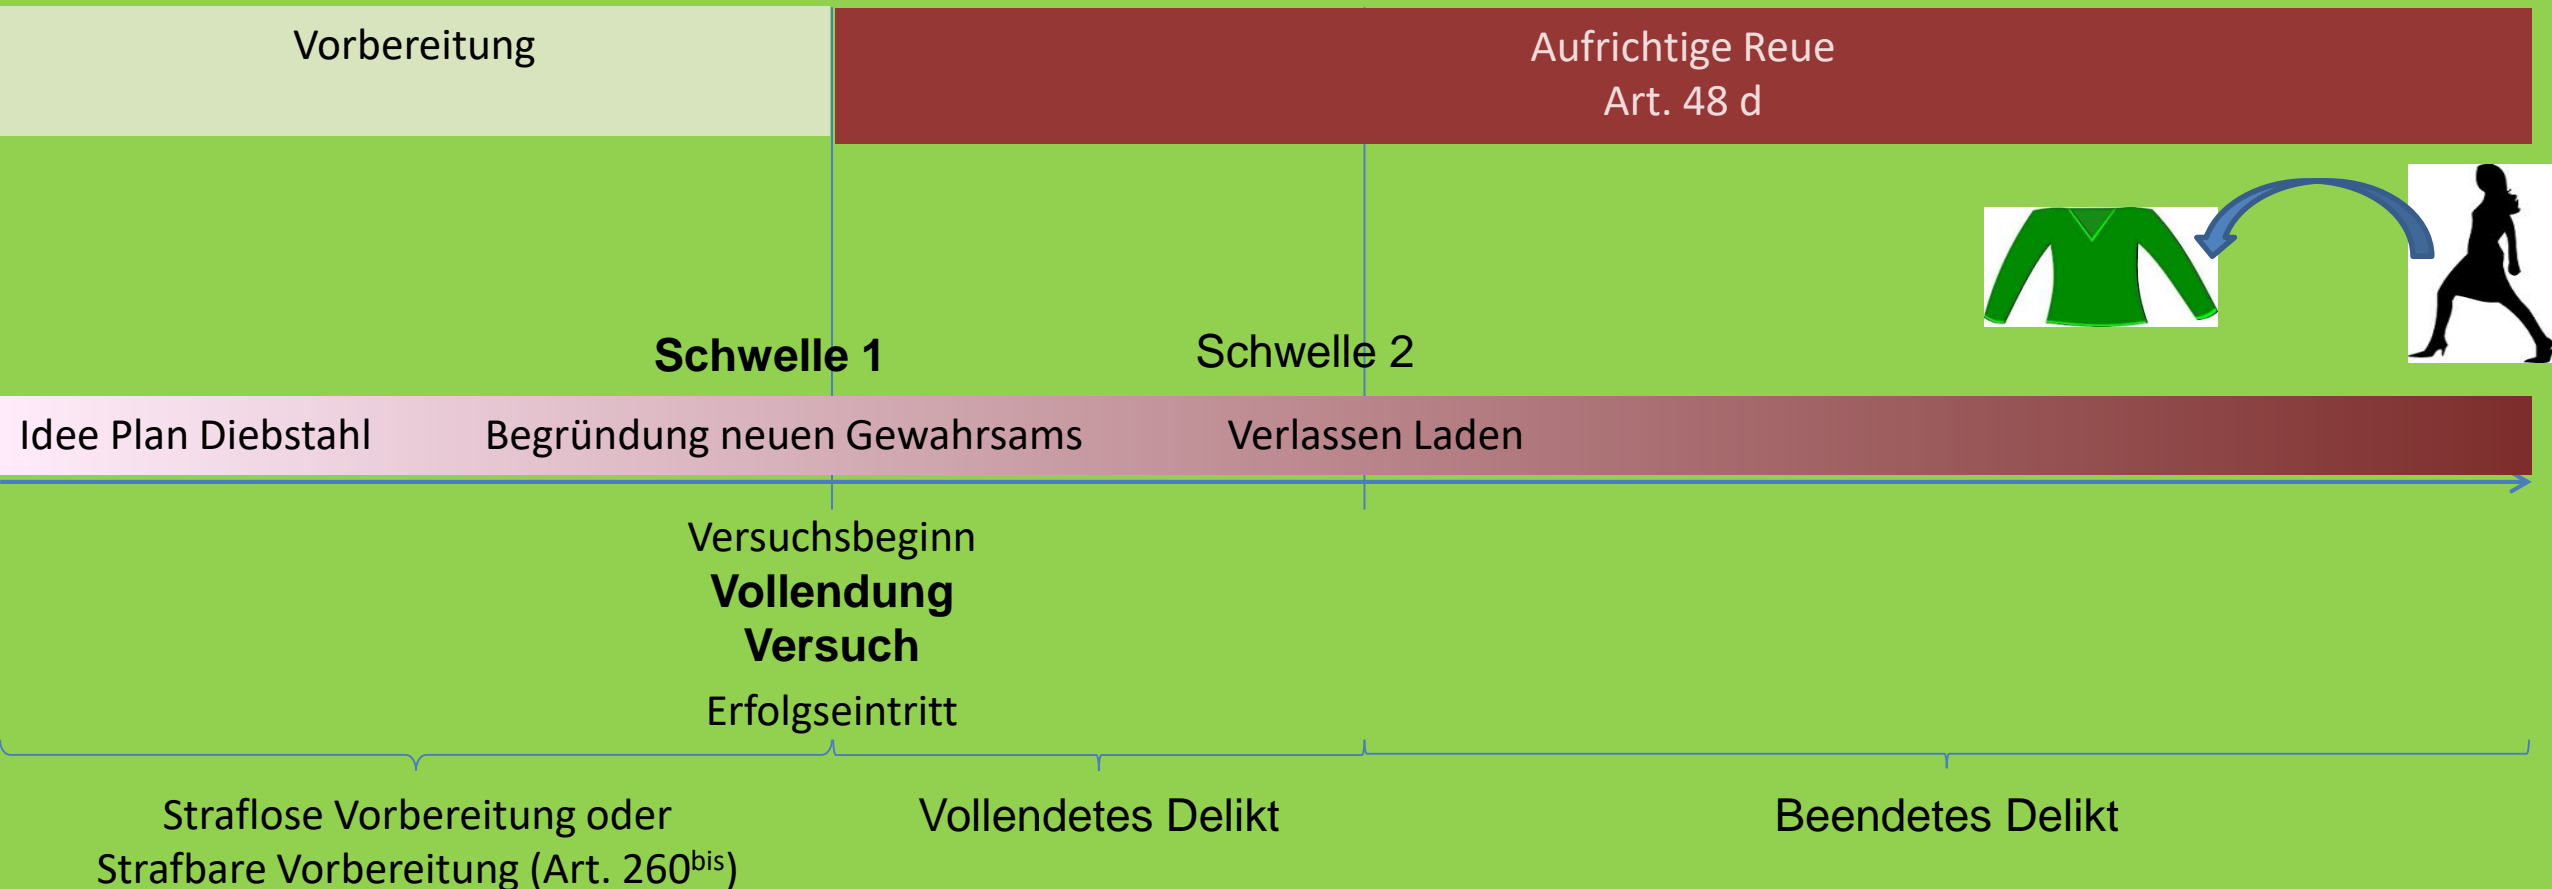 Vorbereitung
Aufrichtige Reue
Art. 48 d
Schwelle 1
Schwelle 2
Idee Plan Diebstahl
Begründung neuen Gewahrsams
Verlassen Laden
Versuchsbeginn
Vollendung
Versuch
Erfolgseintritt
Straflose Vorbereitung oder
Strafbare Vorbereitung (Art. 260bis)
Vollendetes Delikt
Beendetes Delikt